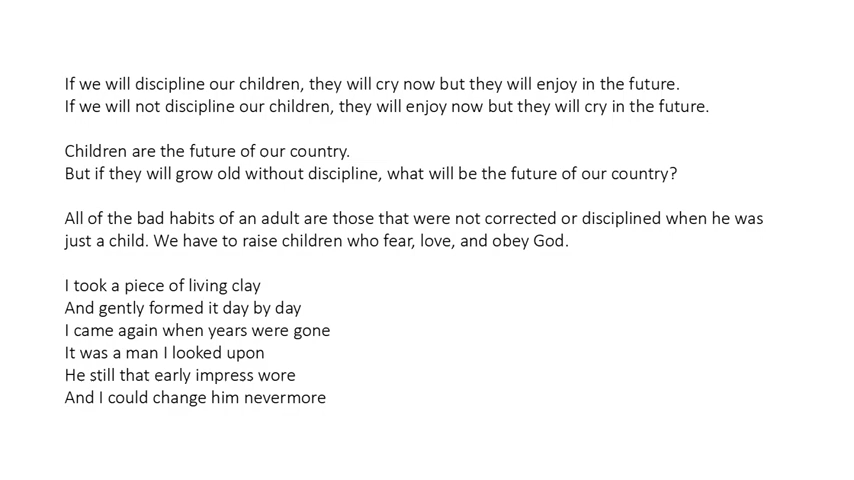 If we will discipline our children, they will cry now but they will enjoy in the future.
If we will not discipline our children, they will enjoy now but they will cry in the future.
Children are the future of our country.
But if they will grow old without discipline, what will be the future of our country?
All of the bad habits of an adult are those that were not corrected or disciplined when he was
just a child. We have to raise children who fear, love, and obey God.
I took a piece of living clay
And gently formed it day by day
I came again when years were gone
It was a man I looked upon
He still that early impress wore
And I could change him nevermore